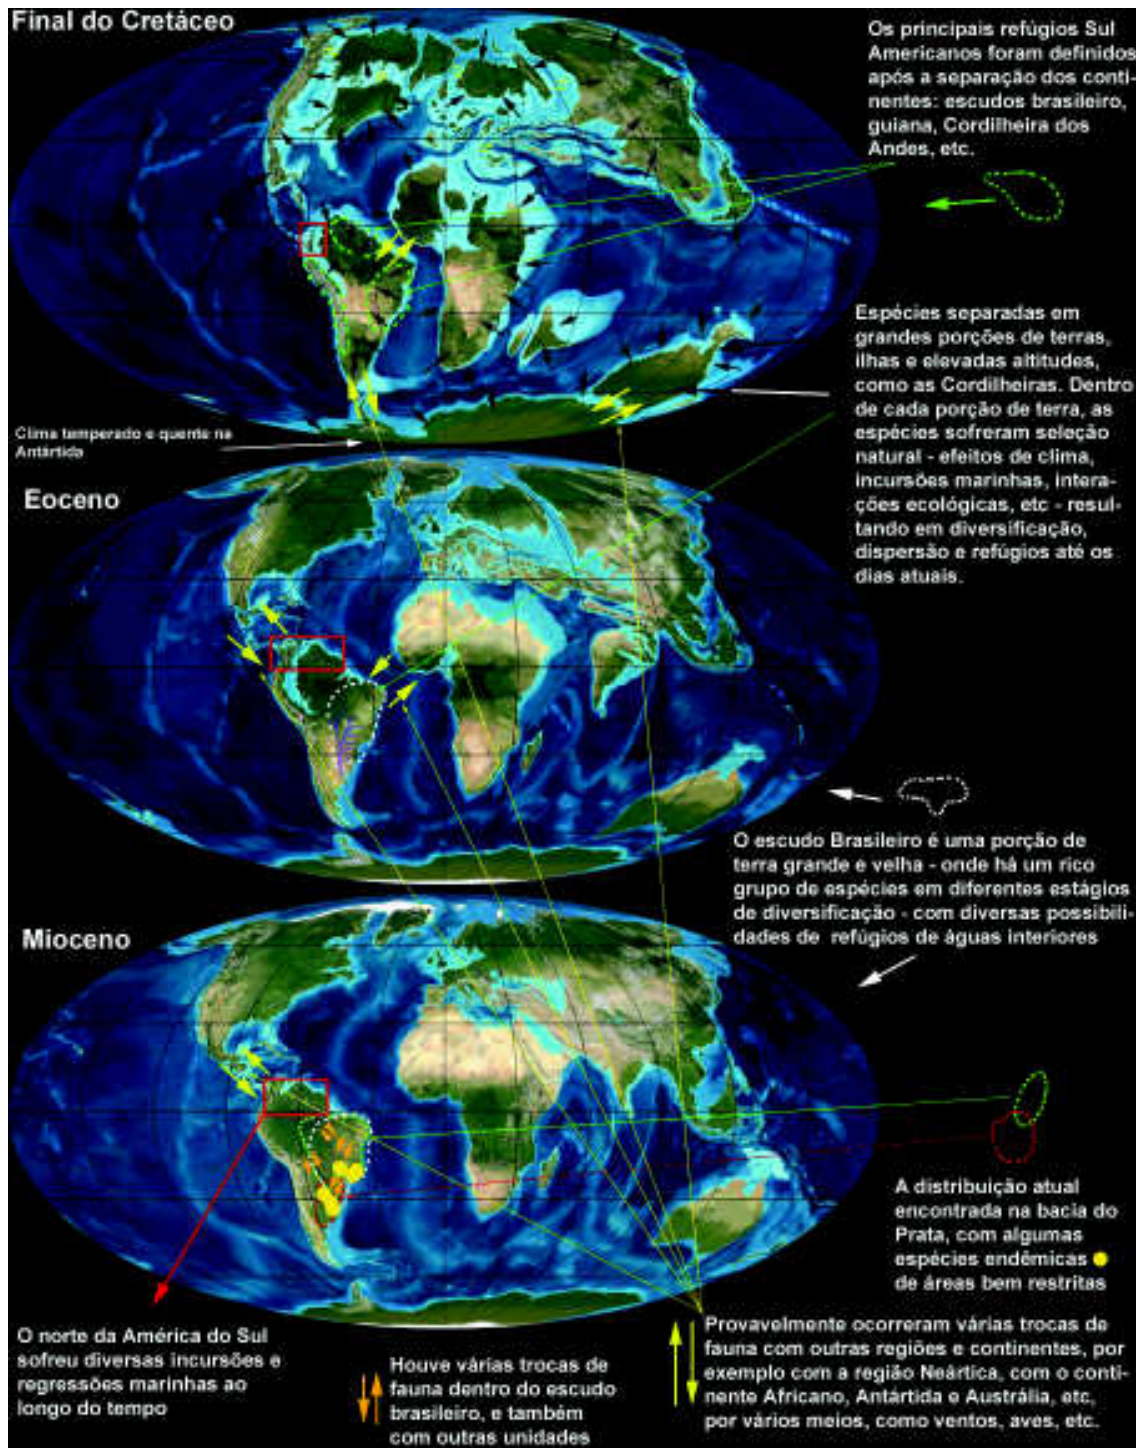 Final do Cretáceo
Os principais refúgios Sul
Americanos foram definidos
após a separação dos conti-
nentes: escudos brasileiro,
guiana, Cordilheira dos
Andes, etc.
Espécies separadas em
grandes porções de terras,
ilhas e elevadas altitudes,
como as Cordilheiras. Dentro
de cada porção de terra, as
espécies sofreram seleção
natural - efeitos de clima,
incursões marinhas, intera-
ções ecológicas, etc - resul-
tando em diversificação,
dispersão e refúgios até os
dias atuais.
Clima tamperado e quente na
Antártida
Eoceno
O escudo Brasileiro é uma porção de
terra grande e velha - onde há um rico
grupo de espécies em diferentes estágios
de diversificação - com diversas possibili-
dades de refúgios de águas interiores
Mioceno
A distribuição atual
encontrada na bacia do
Prata, com algumas
espécies endêmicas
de áreas bem restritas
O norte da América do Sul
sofreu diversas incursões e
regressões marinhas ao
longo do tempo
Houve várias trocas de
fauna dentro do escudo
brasileiro, e também
com outras unidades
Provavelmente ocorreram várias trocas de
fauna com outras regiões e continentes, por
exemplo com a região Neártica, com o conti-
nente Africano, Antártida e Austrália, etc,
por vários meios, como ventos, aves, etc.